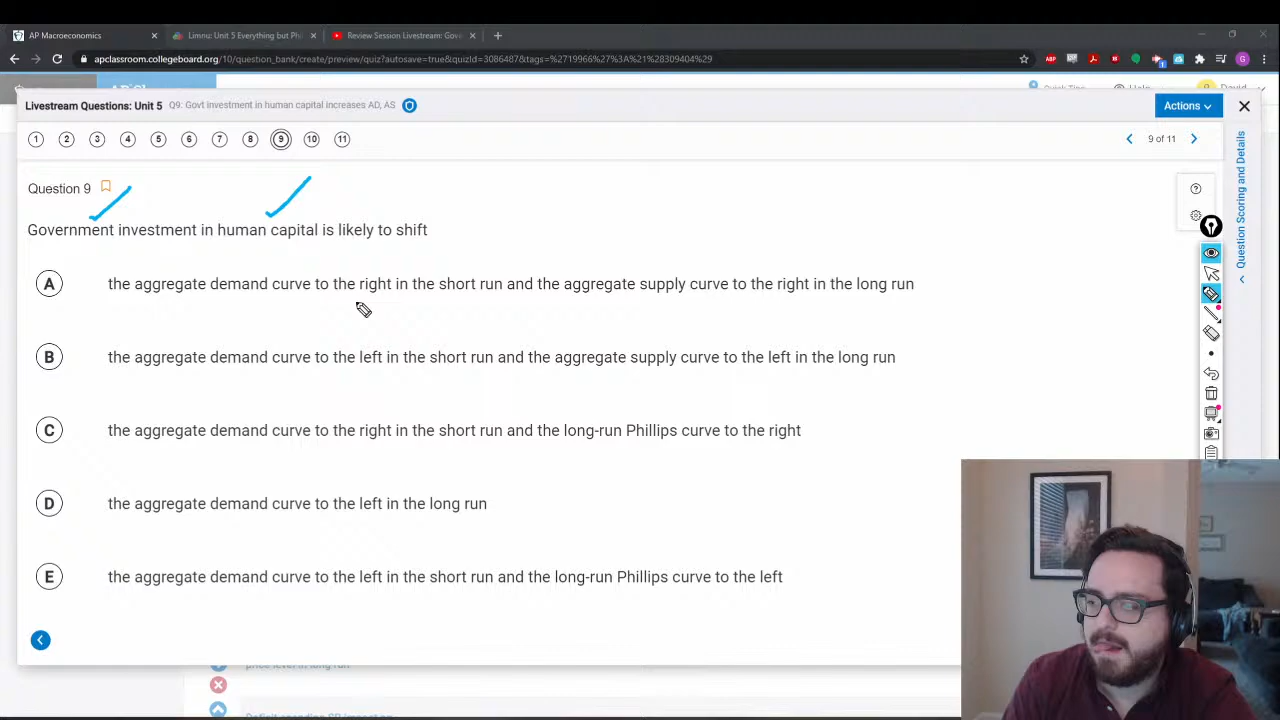 AP Macroeconomics
Limnu: Unit 5 Everything but Ph
Review Session Livestream: Gov
apclassroom.collegeboard.org/10/question_bank/create/preview/quiz?autosave=true&quizId=3086487&tags=%2719966%3A%28309404%29
Livestream Questions: Unit 5 Q9: Govt investment in human capital increases AD, AS
Actions
1 2 3 4 5 6 7 8 9 10 11
9 of 11
Question 9
Government investment in human capital is likely to shift
A the aggregate demand curve to the right in the short run and the aggregate supply curve to the right in the long run
B the aggregate demand curve to the left in the short run and the aggregate supply curve to the left in the long run
C the aggregate demand curve to the right in the short run and the long-run Phillips curve to the right
D the aggregate demand curve to the left in the long run
E the aggregate demand curve to the left in the short run and the long-run Phillips curve to the left
Question Scoring and Details
price level in long run